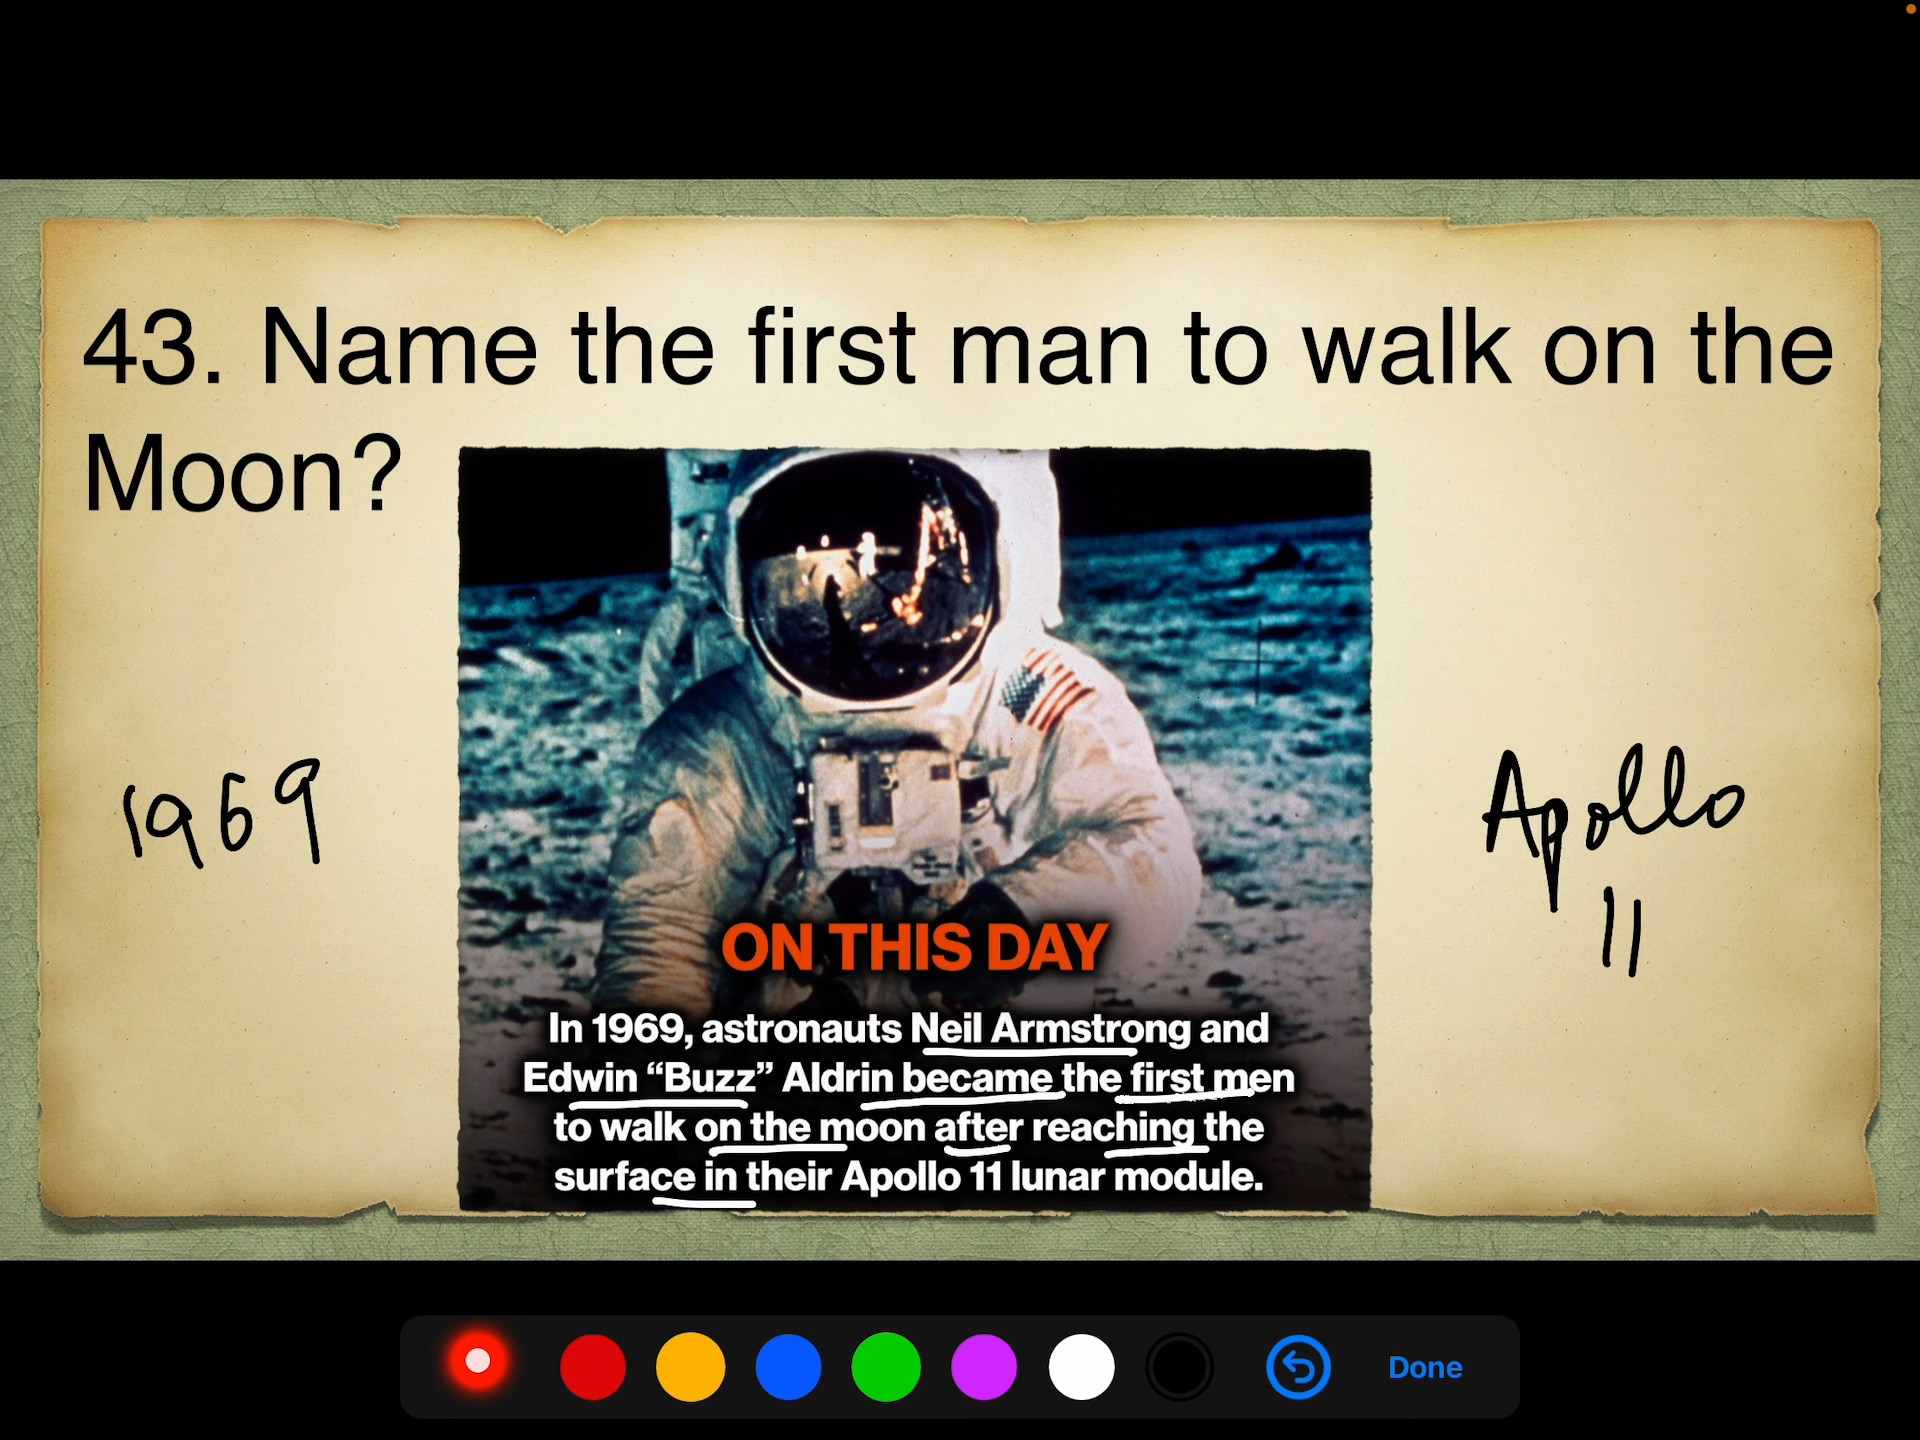 43. Name the first man to walk on the
Moon?
1969
Apollo
11
ON THIS DAY
In 1969, astronauts Neil Armstrong and
Edwin “Buzz” Aldrin became the first men
to walk on the moon after reaching the
surface in their Apollo 11 lunar module.
Done